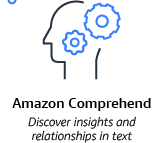 Amazon Comprehend
Discover insights and
relationships in text